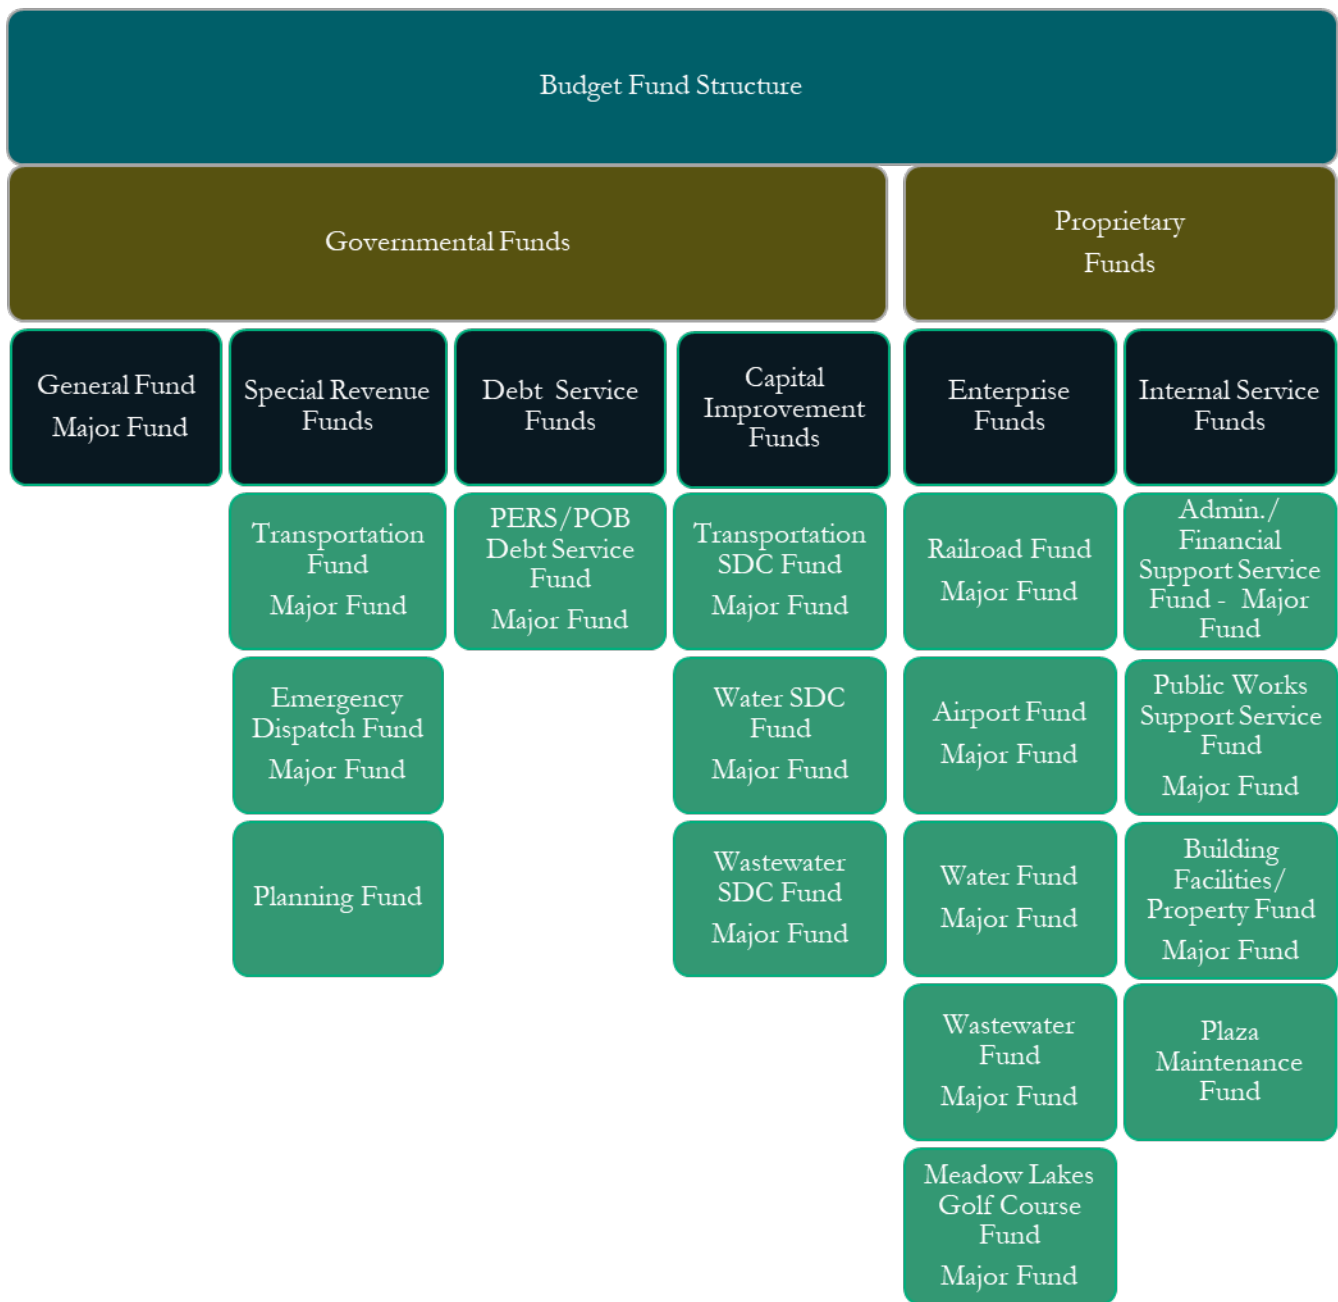 Budget Fund Structure
Governmental Funds
Proprietary
Funds
General Fund
Major Fund
Special Revenue
Funds
Debt Service
Funds
Capital
Improvement
Funds
Enterprise
Funds
Internal Service
Funds
Transportation
Fund
Major Fund
PERS/POB
Debt Service
Fund
Major Fund
Transportation
SDC Fund
Major Fund
Railroad Fund
Major Fund
Admin./
Financial
Support Service
Fund - Major
Fund
Emergency
Dispatch Fund
Major Fund
Water SDC
Fund
Major Fund
Airport Fund
Major Fund
Public Works
Support Service
Fund
Major Fund
Planning Fund
Wastewater
SDC Fund
Major Fund
Water Fund
Major Fund
Building
Facilities/
Property Fund
Major Fund
Wastewater
Fund
Major Fund
Plaza
Maintenance
Fund
Meadow Lakes
Golf Course
Fund
Major Fund